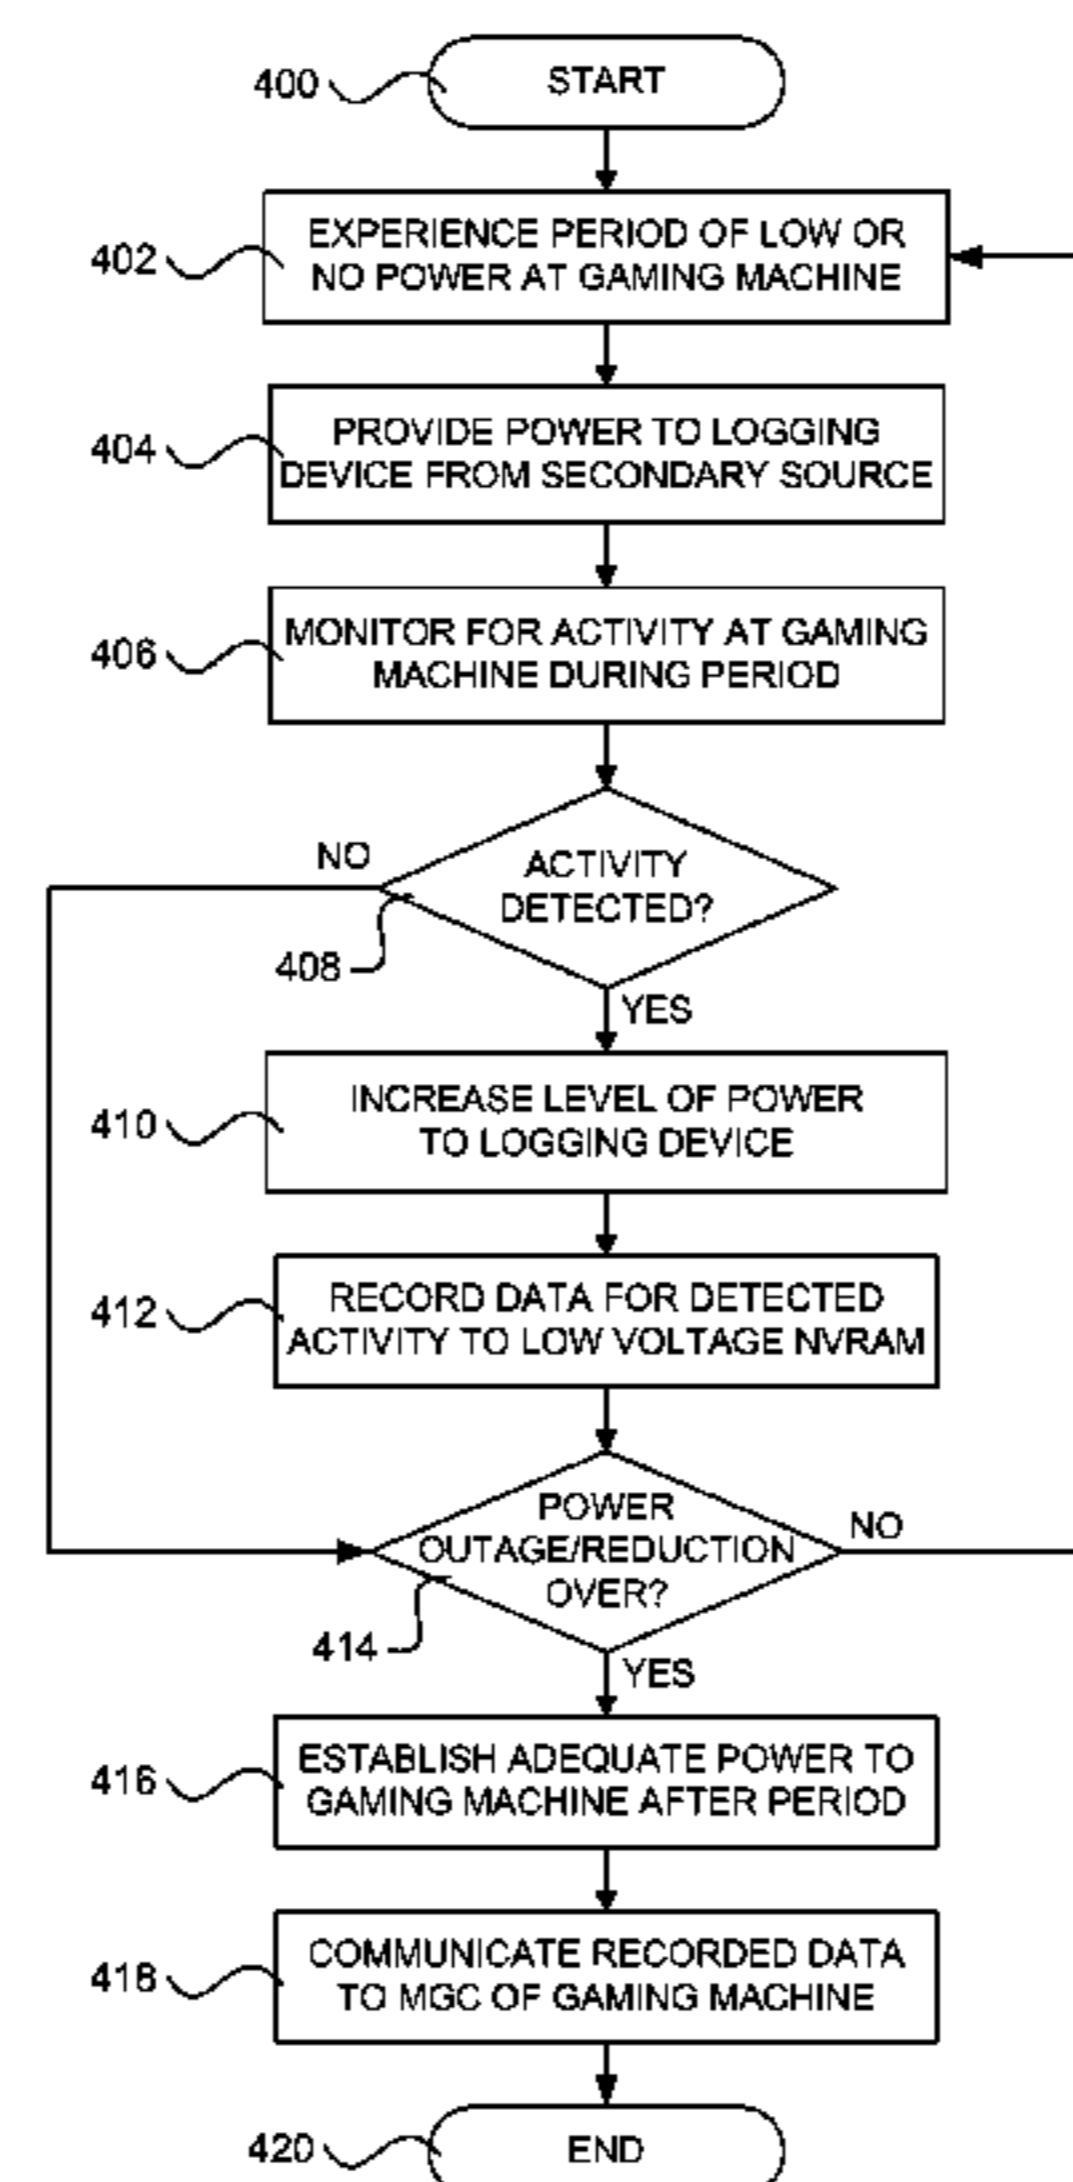 400
START
402
EXPERIENCE PERIOD OF LOW OR
NO POWER AT GAMING MACHINE
404
PROVIDE POWER TO LOGGING
DEVICE FROM SECONDARY SOURCE
406
MONITOR FOR ACTIVITY AT GAMING
MACHINE DURING PERIOD
NO
ACTIVITY
DETECTED?
408
YES
410
INCREASE LEVEL OF POWER
TO LOGGING DEVICE
412
RECORD DATA FOR DETECTED
ACTIVITY TO LOW VOLTAGE NVRAM
POWER
OUTAGE/REDUCTION
OVER?
NO
414
YES
416
ESTABLISH ADEQUATE POWER TO
GAMING MACHINE AFTER PERIOD
418
COMMUNICATE RECORDED DATA
TO MGC OF GAMING MACHINE
420
END